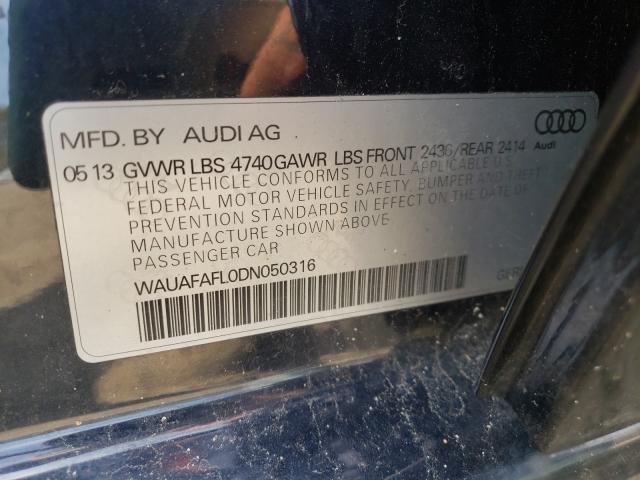 MFD. BY AUDI AG
Audi
05 13 GVWR LBS 4740 GAWR LBS FRONT 2436/REAR 2414
THIS VEHICLE CONFORMS TO ALL APPLICABLE U.S.
FEDERAL MOTOR VEHICLE SAFETY, BUMPER AND THEFT
PREVENTION STANDARDS IN EFFECT ON THE DATE OF
MANUFACTURE SHOWN ABOVE
PASSENGER CAR
WAUAFAFL0DN050316